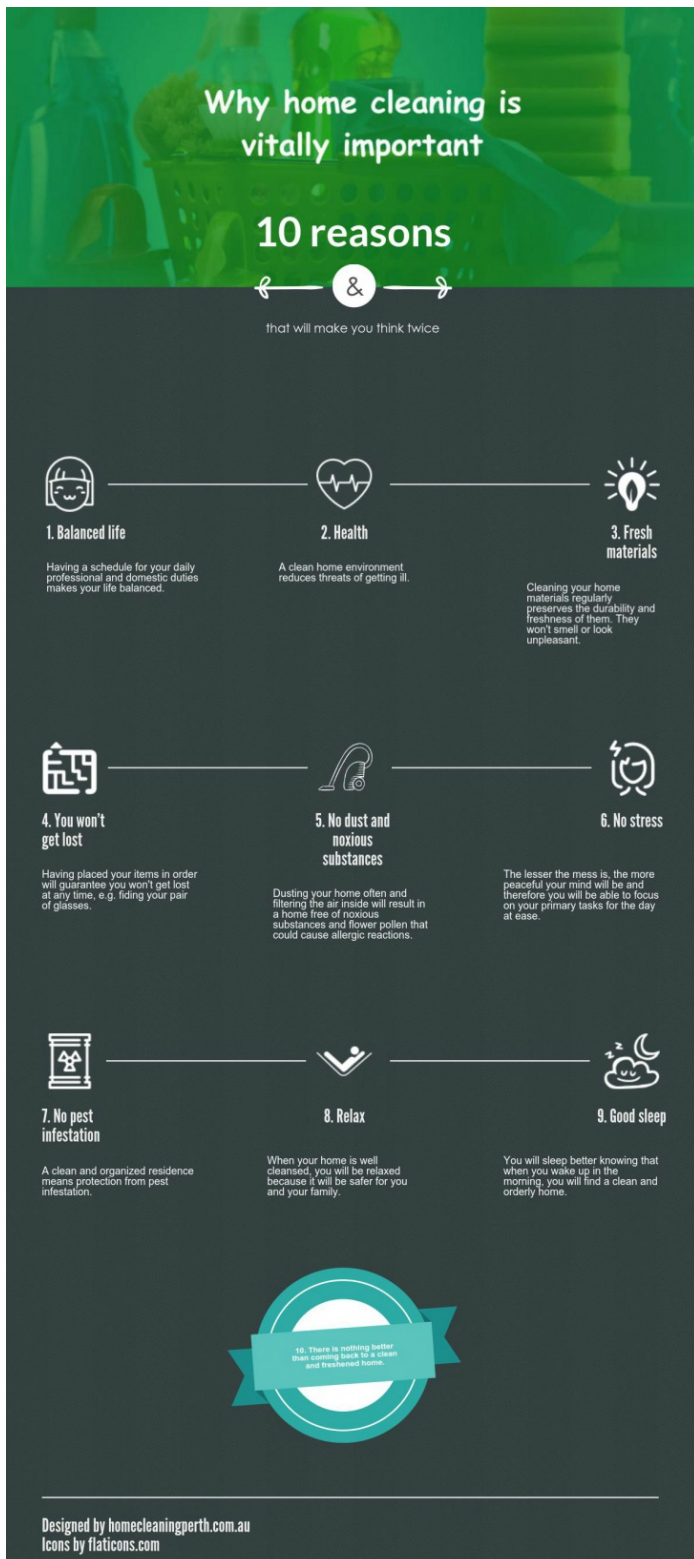 Why home cleaning is
vitally important
10 reasons
&
that will make you think twice
1. Balanced life
Having a schedule for your daily
professional and domestic duties
makes your life balanced.
2. Health
A clean home environment
reduces threats of getting ill.
3. Fresh
materials
Cleaning your home
materials regularly
preserves the durability and
freshness of them. They
won't smell or look
unpleasant.
4. You won't
get lost
Having placed your items in order
will guarantee you won't get lost
at any time, e.g. fiding your pair
of glasses.
5. No dust and
noxious
substances
Dusting your home often and
filtering the air inside will result in
a home free of noxious
substances and flower pollen that
could cause allergic reactions.
6. No stress
The lesser the mess is, the more
peaceful your mind will be and
therefore you will be able to focus
on your primary tasks for the day
at ease.
7. No pest
infestation
A clean and organized residence
means protection from pest
infestation.
8. Relax
When your home is well
cleansed, you will be relaxed
because it will be safer for you
and your family.
9. Good sleep
You will sleep better knowing that
when you wake up in the
morning, you will find a clean and
orderly home.
10. There is nothing better
than coming back to a clean
and freshened home.
Designed by homecleaningperth.com.au
Icons by flaticons.com